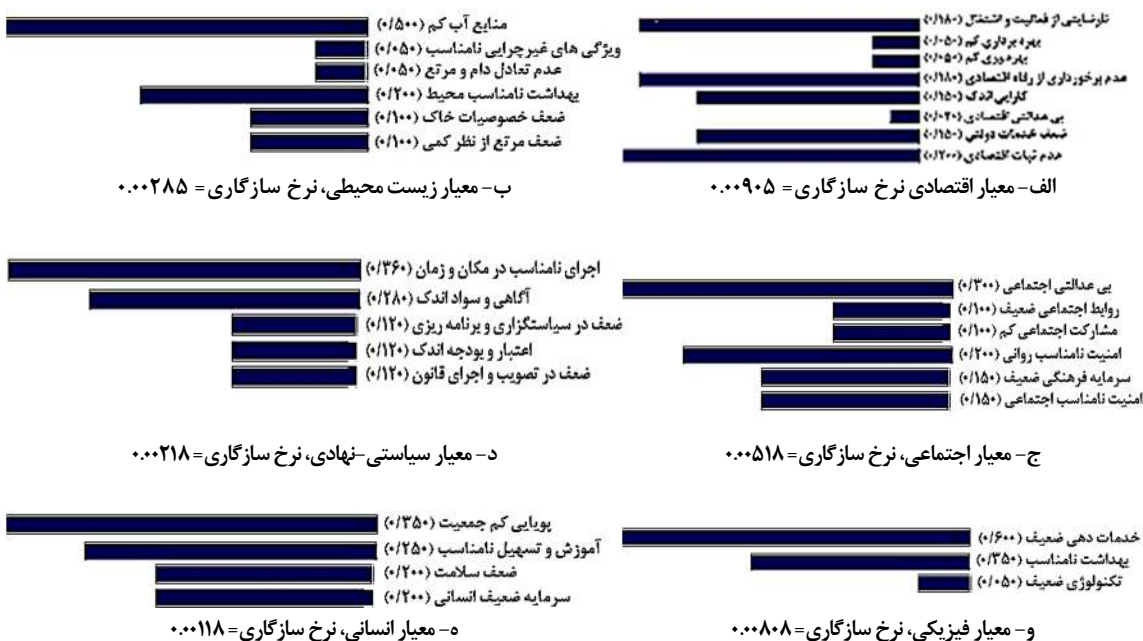 نارضایتی از فعالیت و اشتغال (۰/۱۸۰)
بهره برداری کم (۰/۰۵۰)
بهره‌وری کم (۰/۰۵۰)
عدم برخورداری از رفاه اقتصادی (۰/۱۸۰)
کارایی اندک (۰/۱۵۰)
بی عدالتی اقتصادی (۰/۰۲۰)
ضعف خدمات دولتی (۰/۱۵۰)
عدم ثبات اقتصادی (۰/۲۰۰)
الف- معیار اقتصادی نرخ سازگاری= ۰.۰۰۹۰۵
منابع آب کم (۰/۵۰۰)
ویژگی های غیرچرایی نامناسب (۰/۰۵۰)
عدم تعادل دام و مرتع (۰/۰۵۰)
بهداشت نامناسب محیط (۰/۲۰۰)
ضعف خصوصیات خاک (۰/۱۰۰)
ضعف مرتع از نظر کمی (۰/۱۰۰)
ب- معیار زیست محیطی، نرخ سازگاری= ۰.۰۰۲۸۵
بی عدالتی اجتماعی (۰/۳۰۰)
روابط اجتماعی ضعیف (۰/۱۰۰)
مشارکت اجتماعی کم (۰/۱۰۰)
امنیت نامناسب روانی (۰/۲۰۰)
سرمایه فرهنگی ضعیف (۰/۱۵۰)
امنیت نامناسب اجتماعی (۰/۱۵۰)
ج- معیار اجتماعی، نرخ سازگاری= ۰.۰۰۵۱۸
اجرای نامناسب در مکان و زمان (۰/۳۶۰)
آگاهی و سواد اندک (۰/۲۸۰)
ضعف در سیاستگزاری و برنامه ریزی (۰/۱۲۰)
اعتبار و بودجه اندک (۰/۱۲۰)
ضعف در تصویب و اجرای قانون (۰/۱۲۰)
د- معیار سیاستی-نهادی، نرخ سازگاری= ۰.۰۰۲۱۸
خدمات دهی ضعیف (۰/۶۰۰)
بهداشت نامناسب (۰/۳۵۰)
تکنولوژی ضعیف (۰/۰۵۰)
و- معیار فیزیکی، نرخ سازگاری= ۰.۰۰۸۰۸
پویایی کم جمعیت (۰/۳۵۰)
آموزش و تسهیل نامناسب (۰/۲۵۰)
ضعف سلامت (۰/۲۰۰)
سرمایه ضعیف انسانی (۰/۲۰۰)
ه- معیار انسانی، نرخ سازگاری= ۰.۰۰۱۱۸